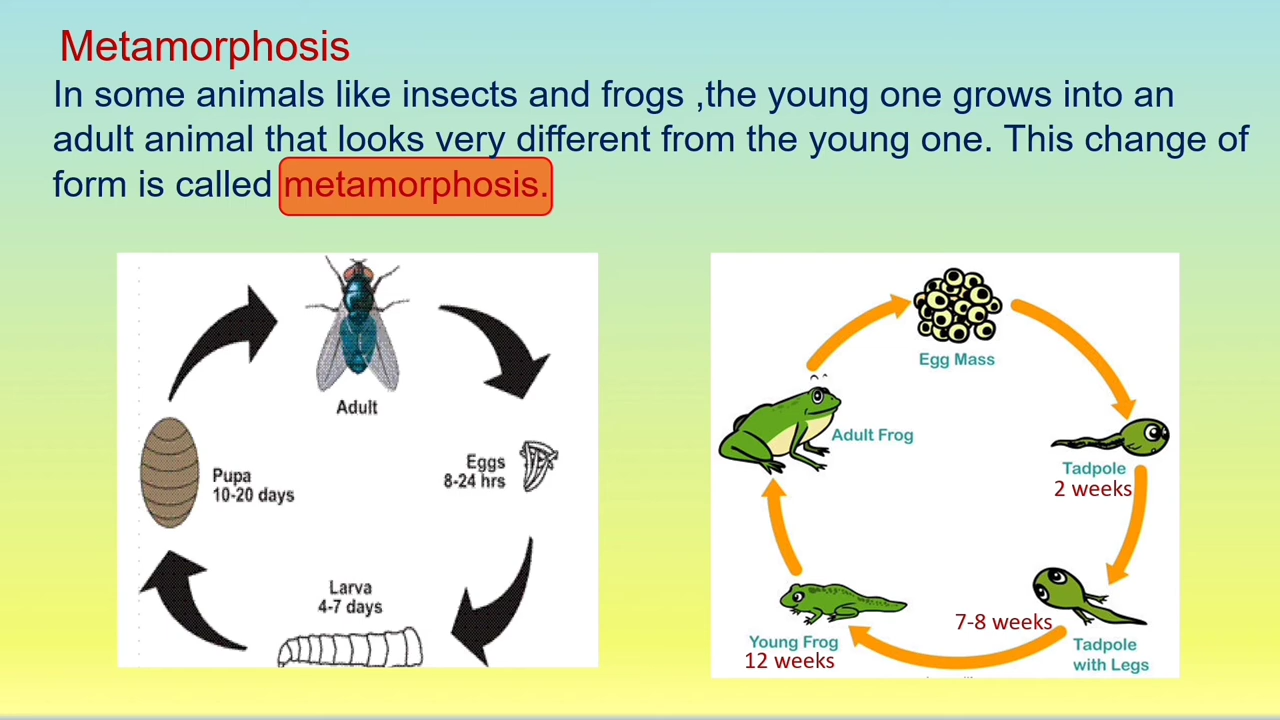 Metamorphosis
In some animals like insects and frogs ,the young one grows into an
adult animal that looks very different from the young one. This change of
form is called metamorphosis.
Adult
Eggs
8-24 hrs
Larva
4-7 days
Pupa
10-20 days
Egg Mass
Tadpole
2 weeks
Tadpole
with Legs
7-8 weeks
Young Frog
12 weeks
Adult Frog